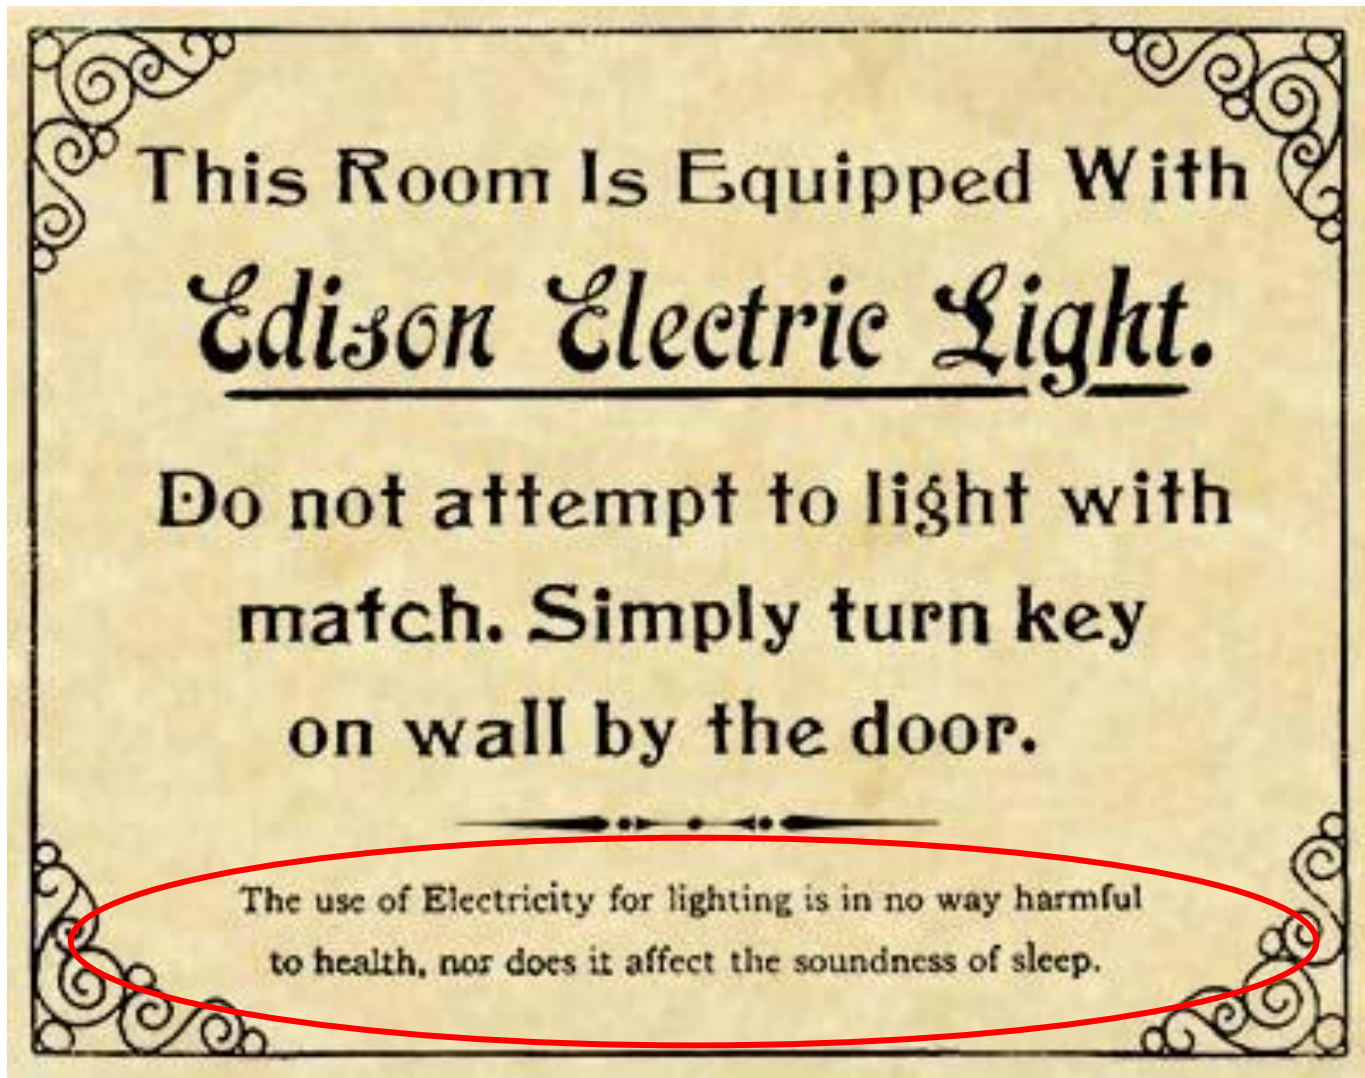 This Room Is Equipped With
Edison Electric Light.
Do not attempt to light with
match. Simply turn key
on wall by the door.
The use of Electricity for lighting is in no way harmful
to health, nor does it affect the soundness of sleep.